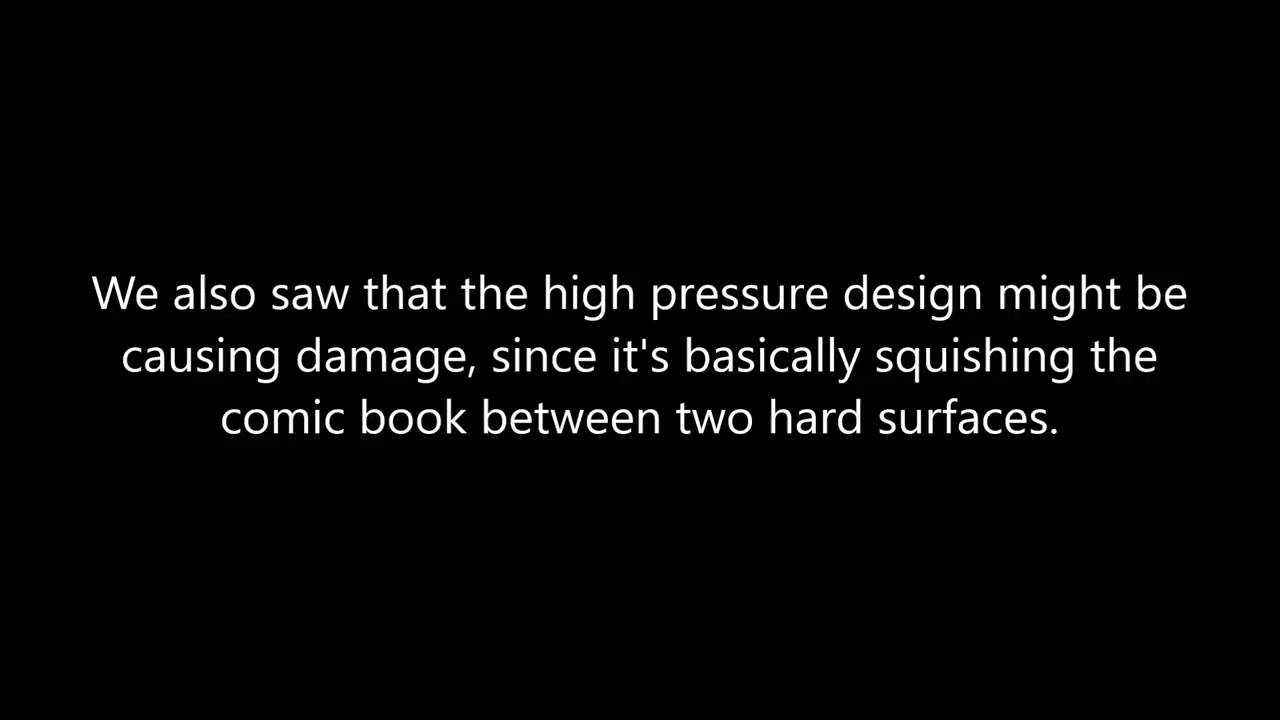 We also saw that the high pressure design might be
causing damage, since it's basically squishing the
comic book between two hard surfaces.